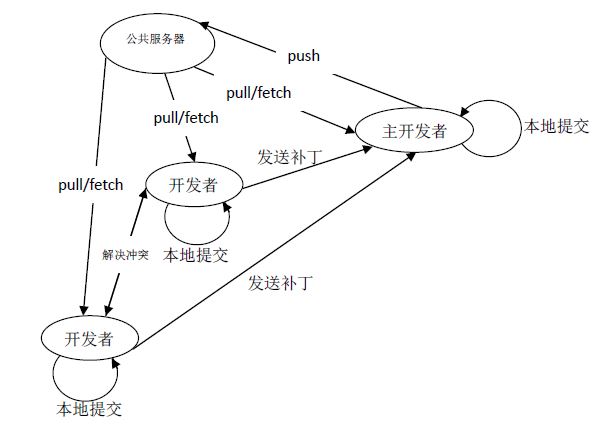 公共服务器
push
pull/fetch
pull/fetch
主开发者
本地提交
发送补丁
pull/fetch
开发者
解决冲突
本地提交
发送补丁
开发者
本地提交